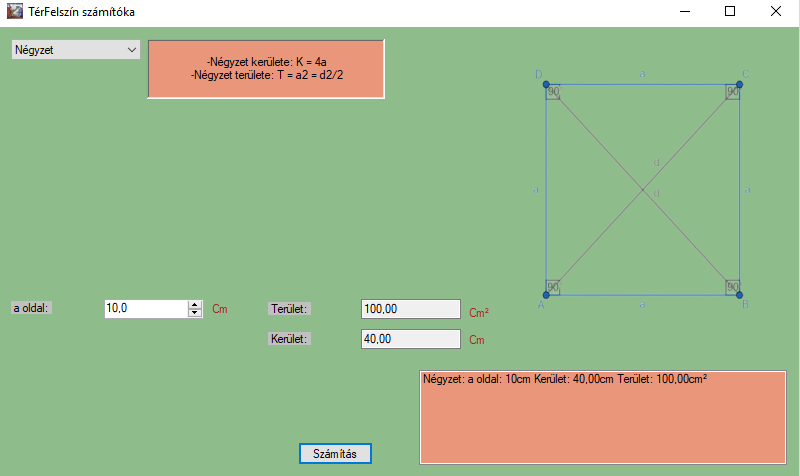 TérFelszín számítóka
Négyzet
-Négyzet kerülete: K = 4a
-Négyzet területe: T = a2 = d2/2
D a C
90 90
d
a a
d
90 90
A a B
a oldal: 10,0 Cm Terület: 100,00 Cm²
Kerület: 40,00 Cm
Négyzet: a oldal: 10cm Kerület: 40,00cm Terület: 100,00cm²
Számítás